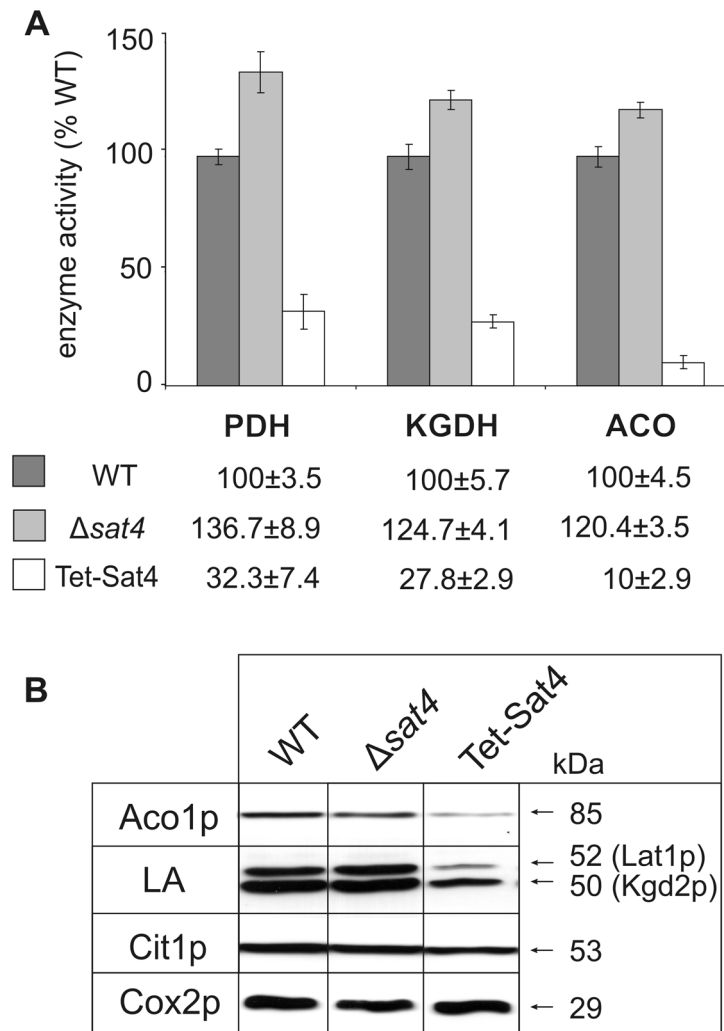 A
enzyme activity (% WT)
150
100
50
0
PDH KGDH ACO
WT 100±3.5 100±5.7 100±4.5
Δsat4 136.7±8.9 124.7±4.1 120.4±3.5
Tet-Sat4 32.3±7.4 27.8±2.9 10±2.9
B
WT Δsat4 Tet-Sat4 kDa
Aco1p ← 85
LA ← 52 (Lat1p)
← 50 (Kgd2p)
Cit1p ← 53
Cox2p ← 29